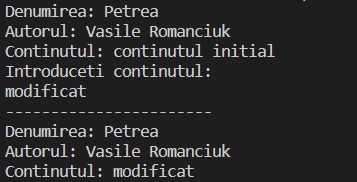 Denumirea: Petrea
Autorul: Vasile Romanciuk
Continutul: continutul initial
Introduceti continutul:
modificat
-----------------------
Denumirea: Petrea
Autorul: Vasile Romanciuk
Continutul: modificat